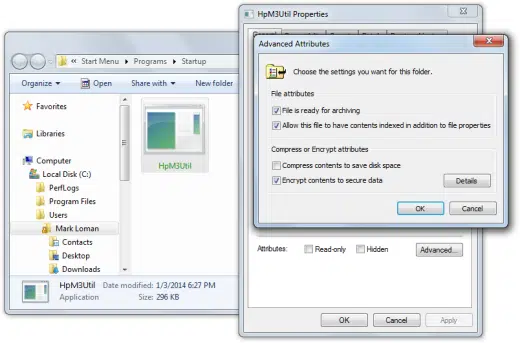 « Start Menu ▸ Programs ▸ Startup
Organize ▾ Open Share with ▾ New folder
Favorites
Libraries
Computer
Local Disk (C:)
PerfLogs
Program Files
Users
Mark Loman
Contacts
Desktop
Downloads
HpM3Util
HpM3Util Date modified: 1/3/2014 6:27 PM
Application Size: 296 KB
HpM3Util Properties
Advanced Attributes
Choose the settings you want for this folder.
File attributes
File is ready for archiving
Allow this file to have contents indexed in addition to file properties
Compress or Encrypt attributes
Compress contents to save disk space
Encrypt contents to secure data Details
OK Cancel
Attributes: Read-only Hidden Advanced...
OK Cancel Apply